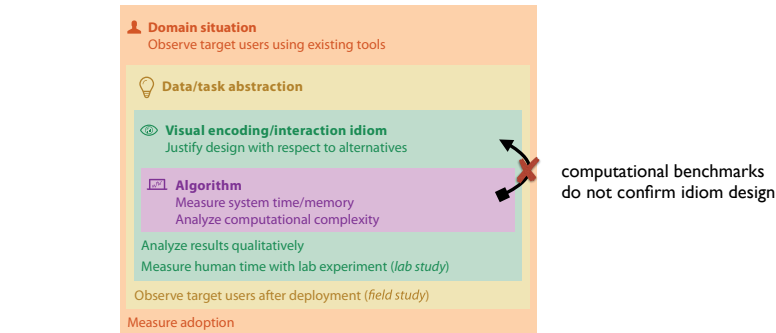 Domain situation
Observe target users using existing tools
Data/task abstraction
Visual encoding/interaction idiom
Justify design with respect to alternatives
Algorithm
Measure system time/memory
Analyze computational complexity
Analyze results qualitatively
Measure human time with lab experiment (lab study)
Observe target users after deployment (field study)
Measure adoption
computational benchmarks
do not confirm idiom design